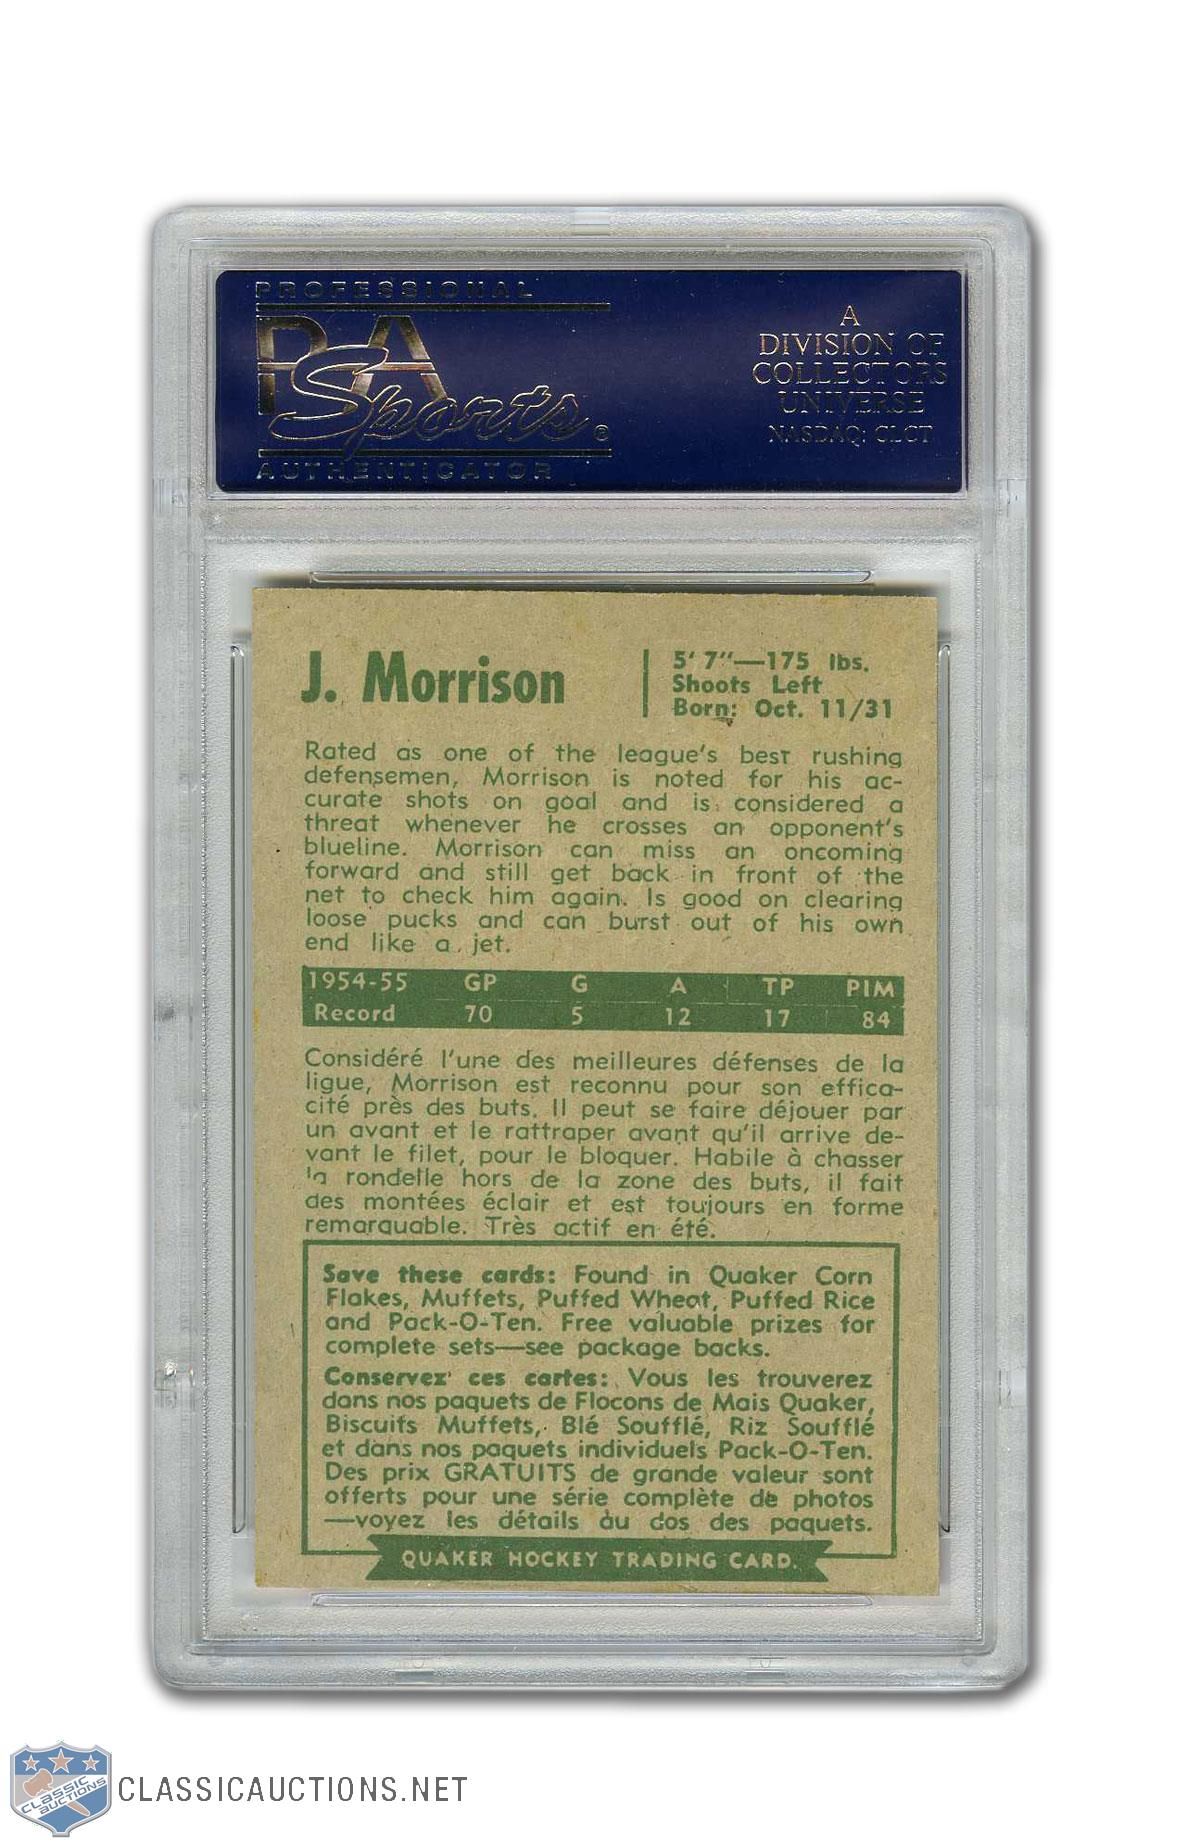 PROFESSIONAL
PSA
Sports®
AUTHENTICATOR
A
DIVISION OF
COLLECTORS
UNIVERSE
NASDAQ: CLCT
J. Morrison
5' 7"—175 lbs.
Shoots Left
Born: Oct. 11/31
Rated as one of the league's best rushing
defensemen, Morrison is noted for his ac-
curate shots on goal and is considered a
threat whenever he crosses an opponent's
blueline. Morrison can miss an oncoming
forward and still get back in front of the
net to check him again. Is good on clearing
loose pucks and can burst out of his own
end like a jet.
1954-55 GP G A TP PIM
Record 70 5 12 17 84
Considéré l'une des meilleures défenses de la
ligue, Morrison est reconnu pour son effica-
cité près des buts. Il peut se faire déjouer par
un avant et le rattraper avant qu'il arrive de-
vant le filet, pour le bloquer. Habile à chasser
la rondelle hors de la zone des buts, il fait
des montées éclair et est toujours en forme
remarquable. Très actif en été.
Save these cards: Found in Quaker Corn
Flakes, Muffets, Puffed Wheat, Puffed Rice
and Pack-O-Ten. Free valuable prizes for
complete sets—see package backs.
Conservez ces cartes: Vous les trouverez
dans nos paquets de Flocons de Mais Quaker,
Biscuits Muffets, Blé Soufflé, Riz Soufflé
et dans nos paquets individuels Pack-O-Ten.
Des prix GRATUITS de grande valeur sont
offerts pour une série complète de photos
—voyez les détails au dos des paquets.
QUAKER HOCKEY TRADING CARD.
CLASSIC
AUCTIONS
CLASSICAUCTIONS.NET